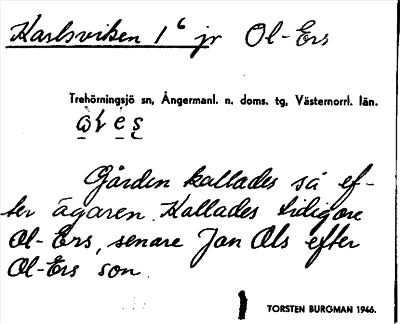 Karlsviken 1⁶ jr Ol-Ers
Trehörningsjö sn, Ångermanl. n. doms. tg, Västernorrl. län.
Gården kallades så ef-
ter ägaren. Kallades tidigare
Ol-Ers, senare Jan Ols efter
Ol-Ers son.
TORSTEN BURGMAN 1946.